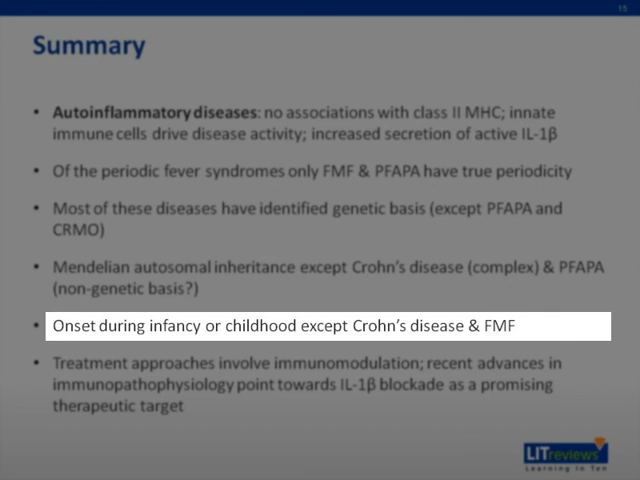 15
Summary
• Autoinflammatory diseases: no associations with class II MHC; innate
immune cells drive disease activity; increased secretion of active IL-1β
• Of the periodic fever syndromes only FMF & PFAPA have true periodicity
• Most of these diseases have identified genetic basis (except PFAPA and
CRMO)
• Mendelian autosomal inheritance except Crohn's disease (complex) & PFAPA
(non-genetic basis?)
• Onset during infancy or childhood except Crohn's disease & FMF
• Treatment approaches involve immunomodulation; recent advances in
immunopathophysiology point towards IL-1β blockade as a promising
therapeutic target
LITreviews
Learning In Ten